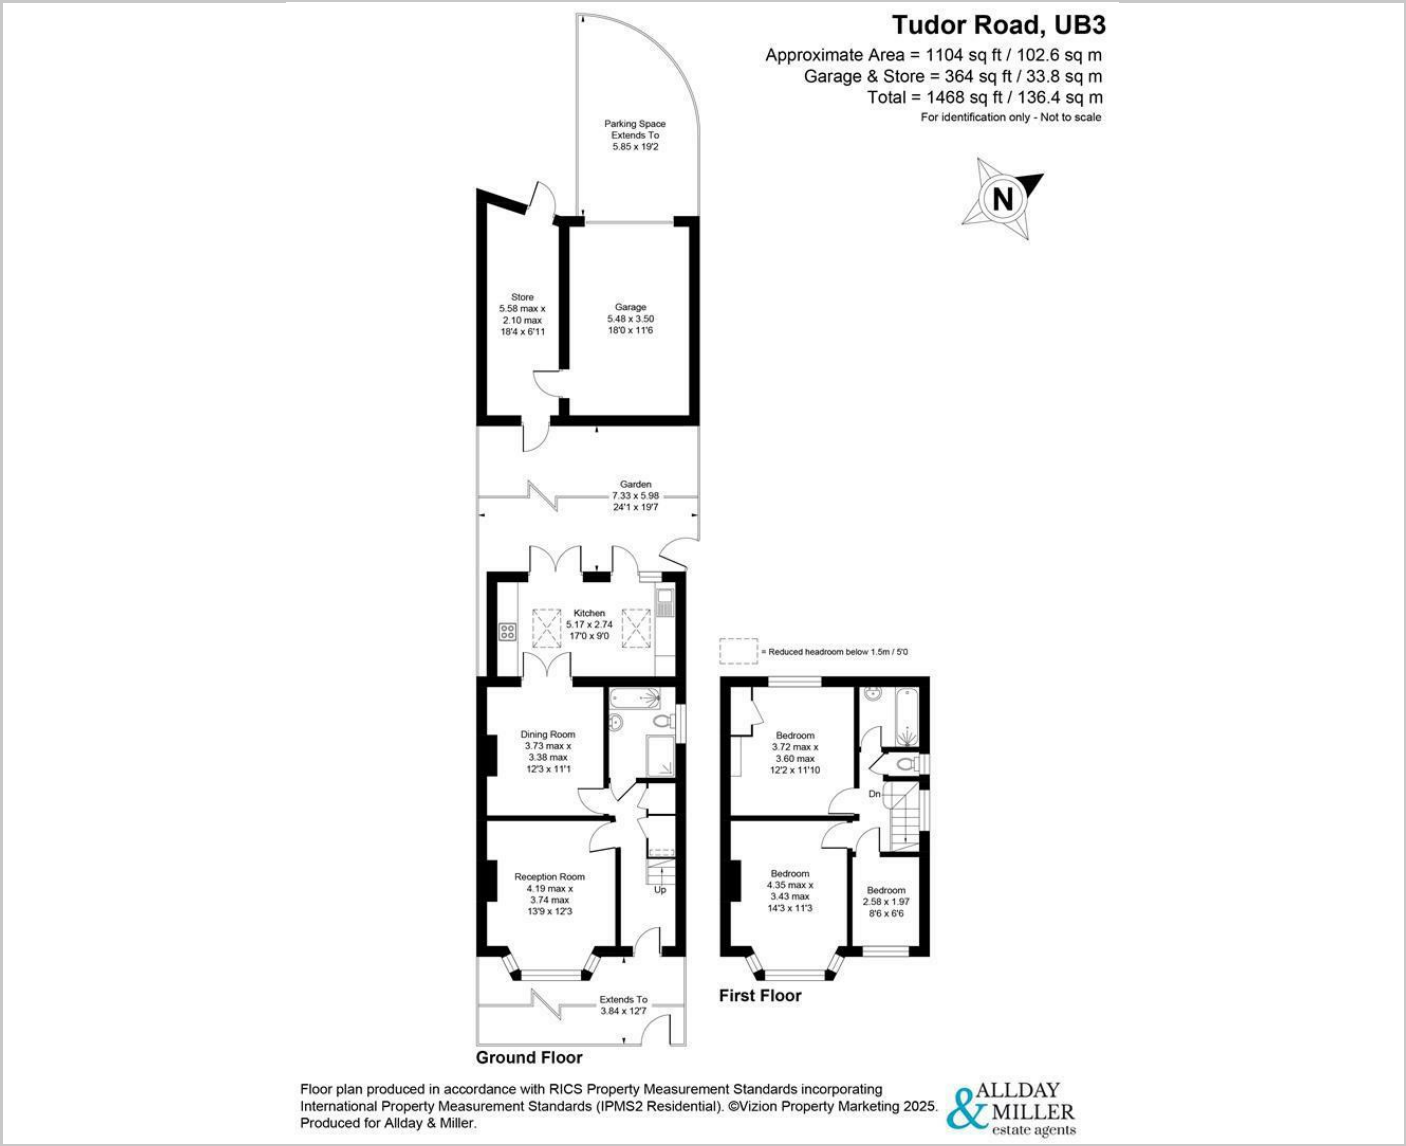 Tudor Road, UB3
Approximate Area = 1104 sq ft / 102.6 sq m
Garage & Store = 364 sq ft / 33.8 sq m
Total = 1468 sq ft / 136.4 sq m
For identification only - Not to scale
N
Parking Space
Extends To
5.85 x 19'2
Store
5.58 max x
2.10 max
18'4 x 6'11
Garage
5.48 x 3.50
18'0 x 11'6
Garden
7.33 x 5.98
24'1 x 19'7
Kitchen
5.17 x 2.74
17'0 x 9'0
= Reduced headroom below 1.5m / 5'0
Dining Room
3.73 max x
3.38 max
12'3 x 11'1
Reception Room
4.19 max x
3.74 max
13'9 x 12'3
Up
Extends To
3.84 x 12'7
Ground Floor
Bedroom
3.72 max x
3.60 max
12'2 x 11'10
Dn
Bedroom
4.35 max x
3.43 max
14'3 x 11'3
Bedroom
2.58 x 1.97
8'6 x 6'6
First Floor
Floor plan produced in accordance with RICS Property Measurement Standards incorporating
International Property Measurement Standards (IPMS2 Residential). ©Vizion Property Marketing 2025.
Produced for Allday & Miller.
ALLDAY
& MILLER
estate agents